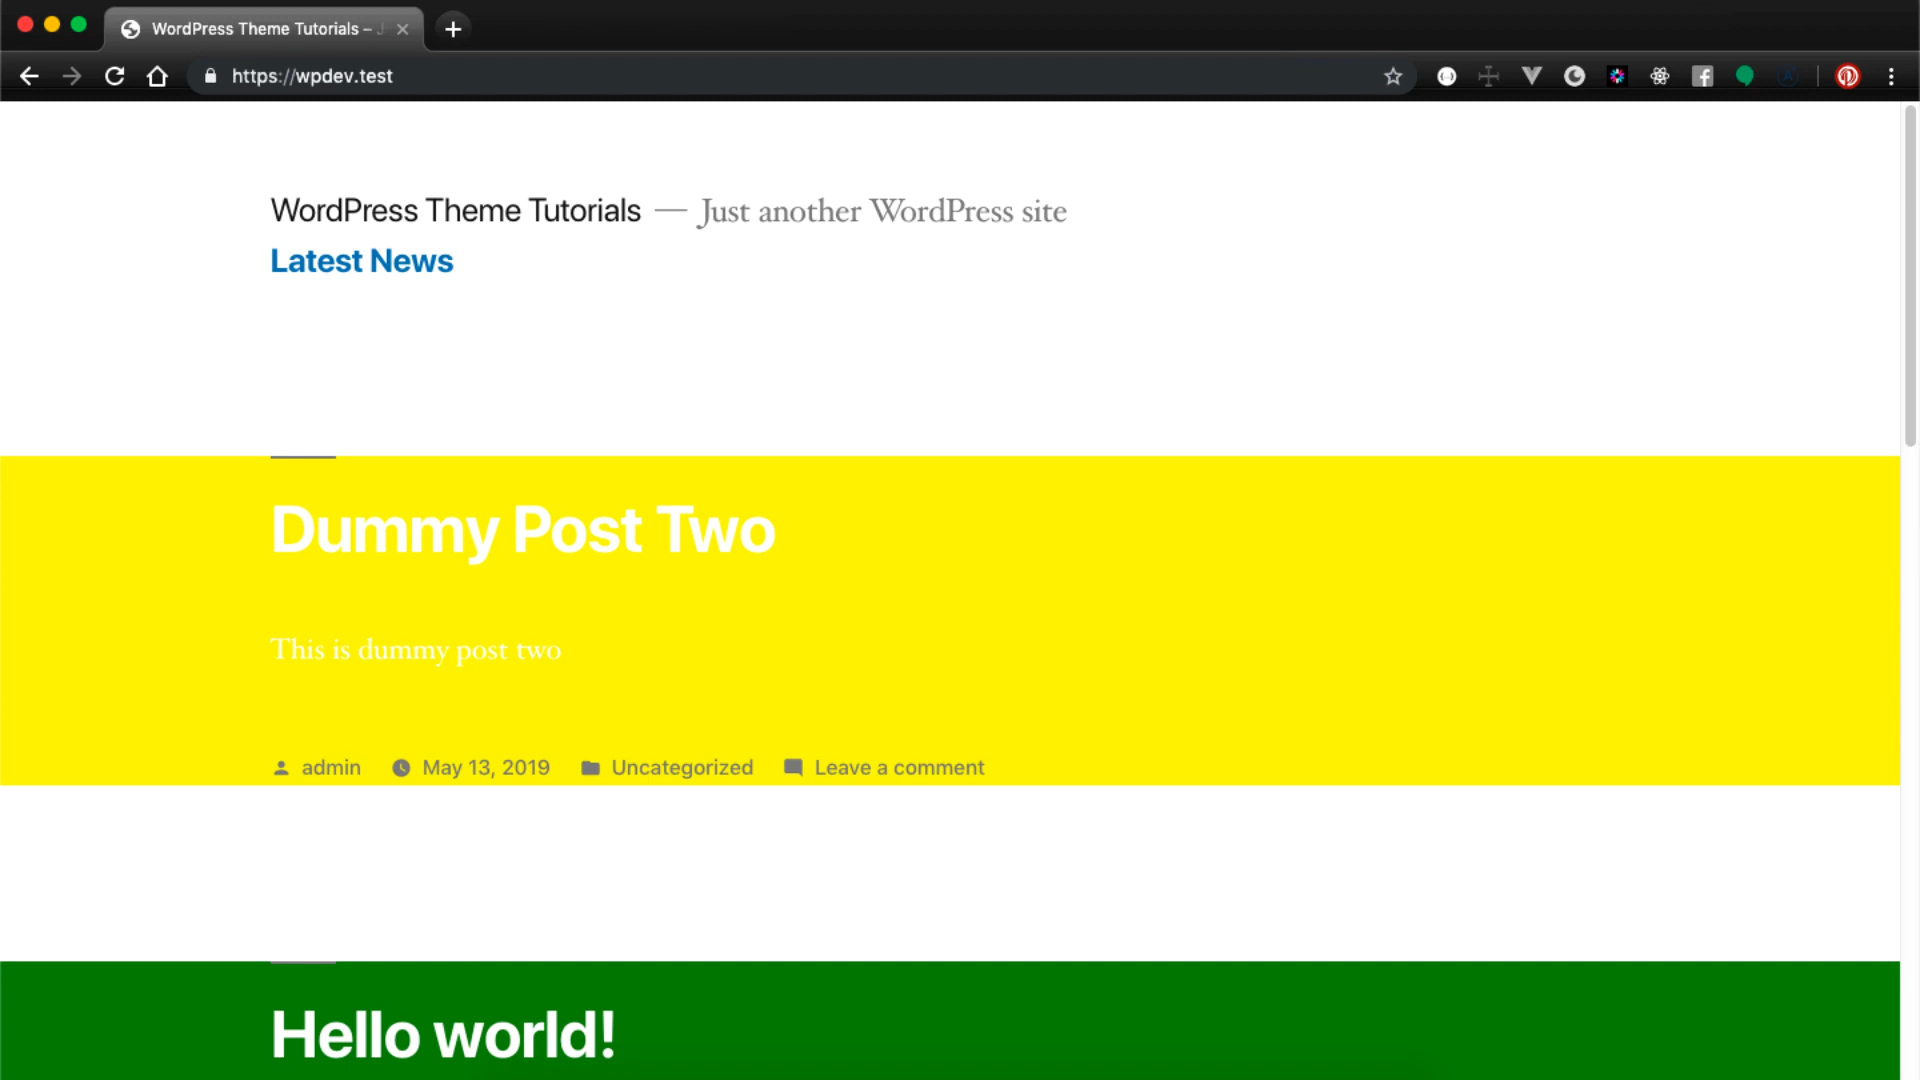 WordPress Theme Tutorials – J
https://wpdev.test
WordPress Theme Tutorials — Just another WordPress site
Latest News
Dummy Post Two
This is dummy post two
admin May 13, 2019 Uncategorized Leave a comment
Hello world!